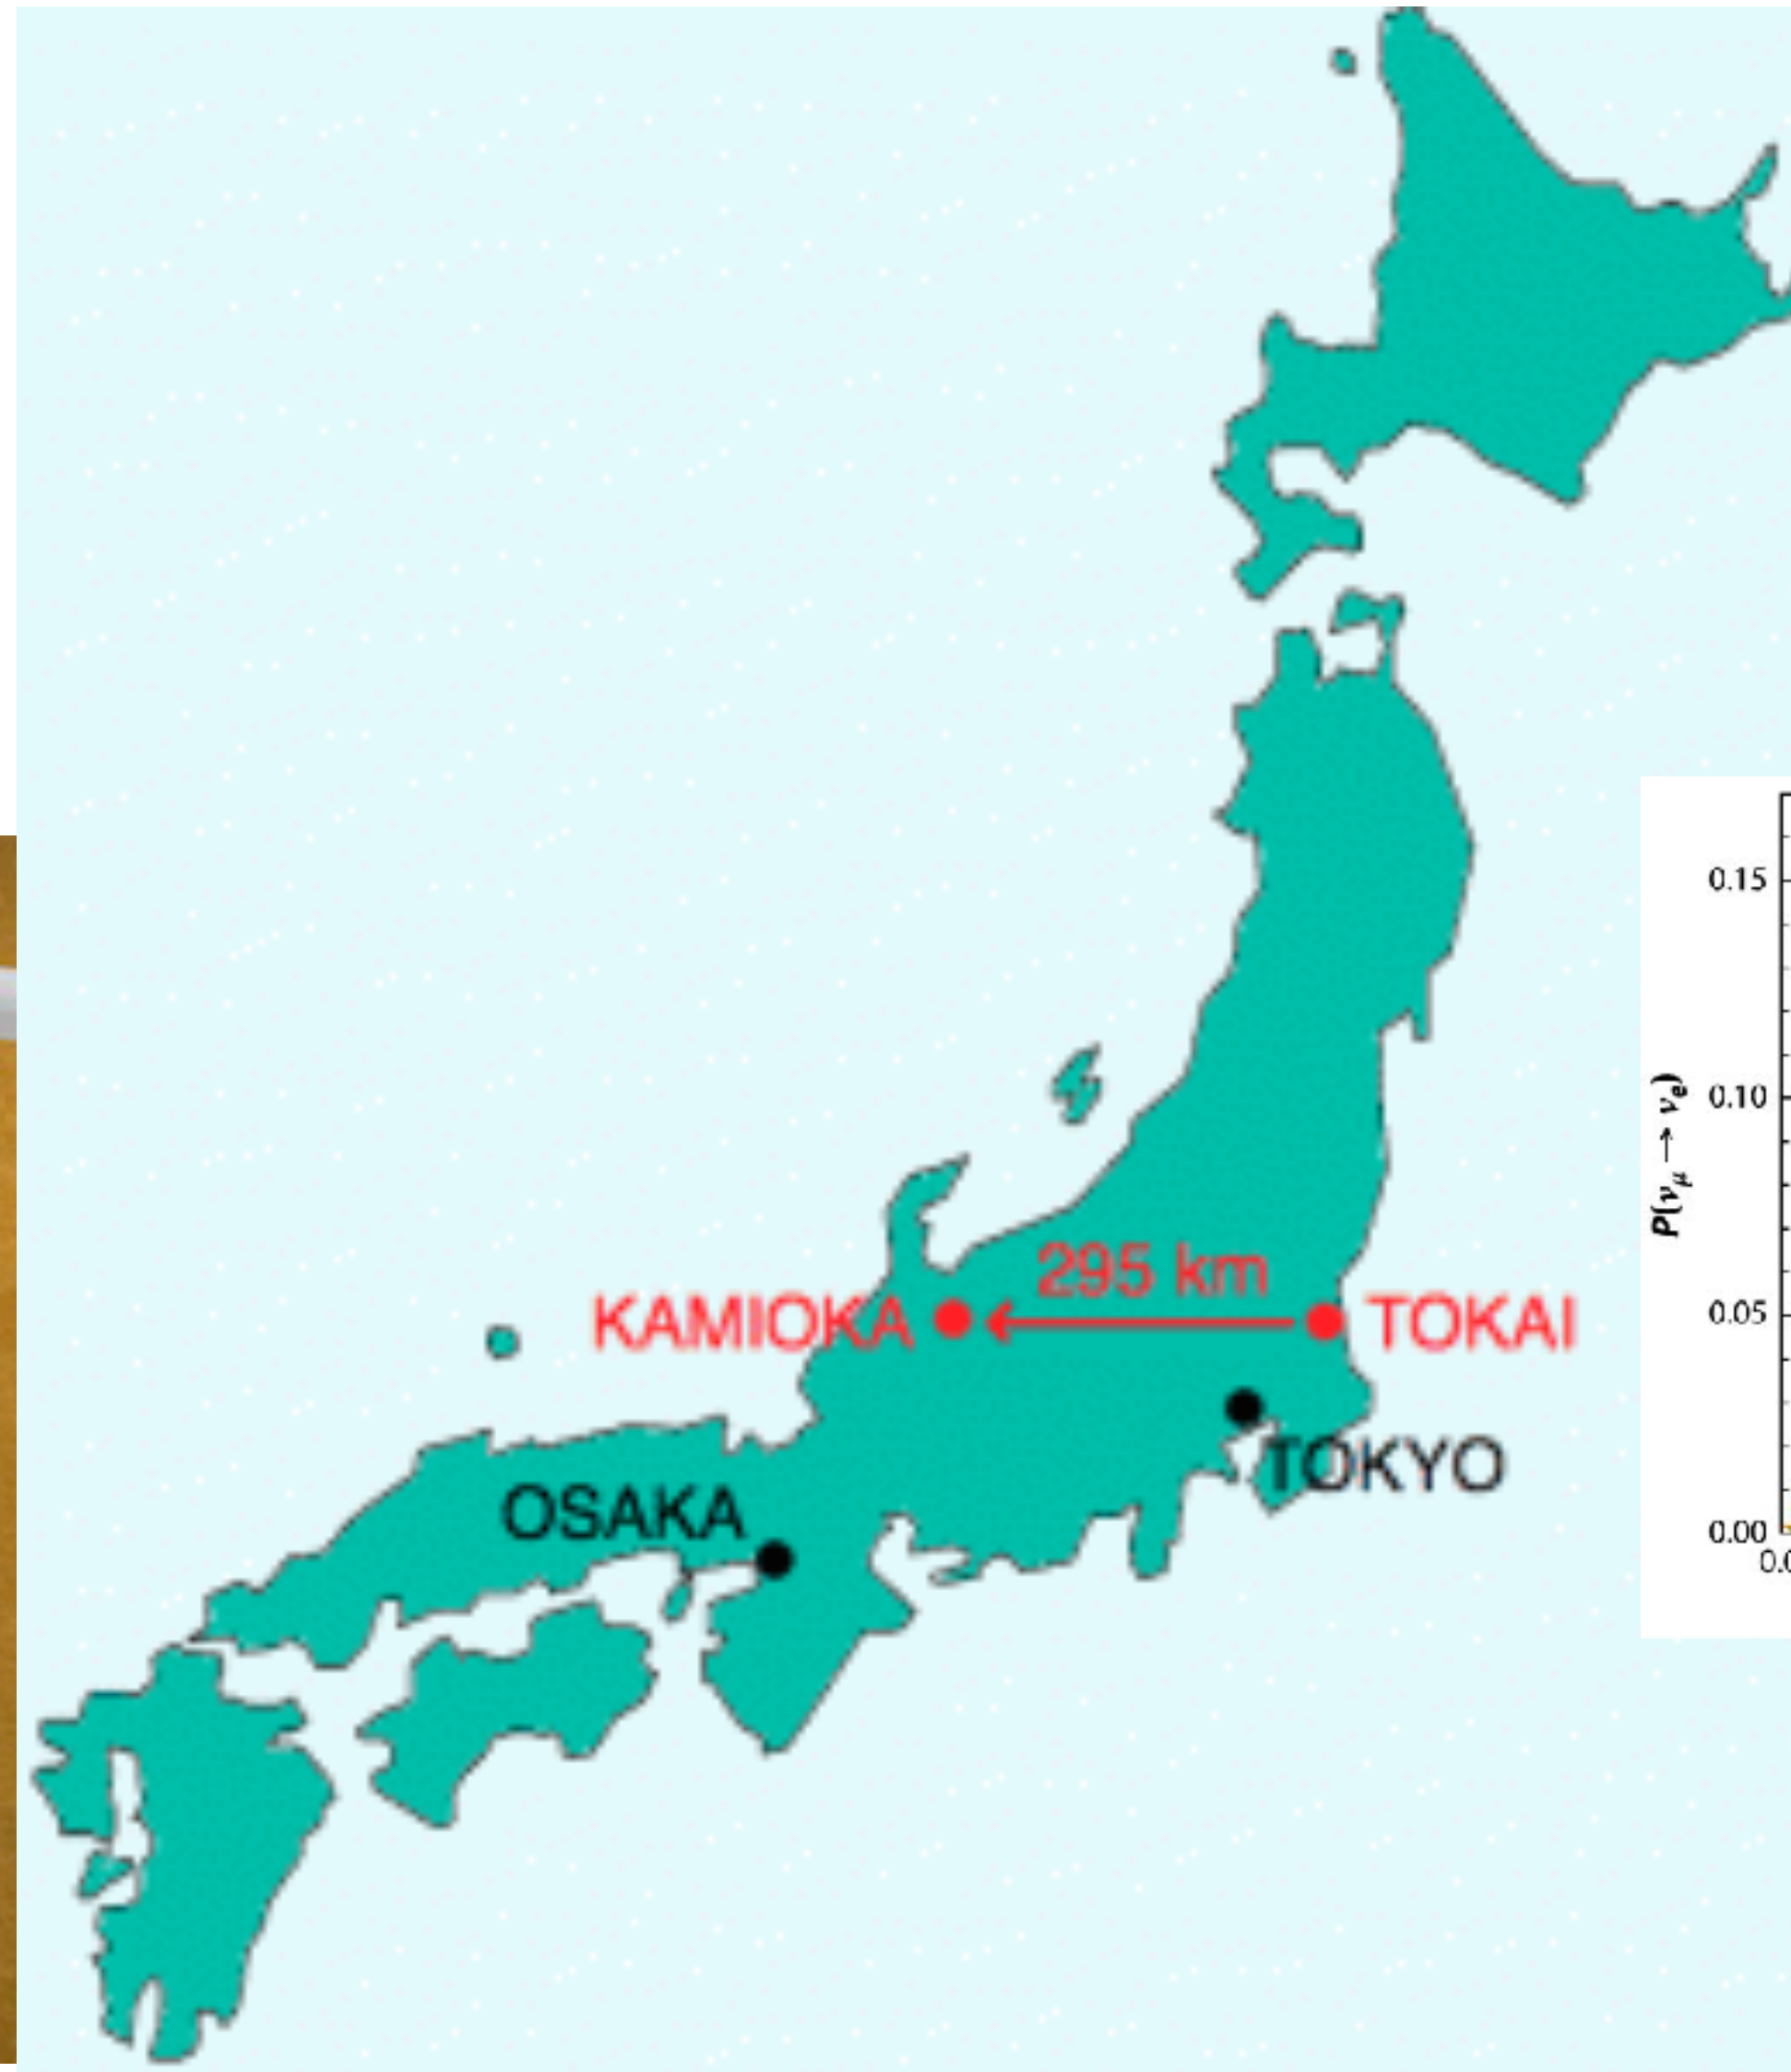 295 km
KAMIOKA
TOKAI
TOKYO
OSAKA
0.15
0.10
0.05
0.00
P(νμ → νe)